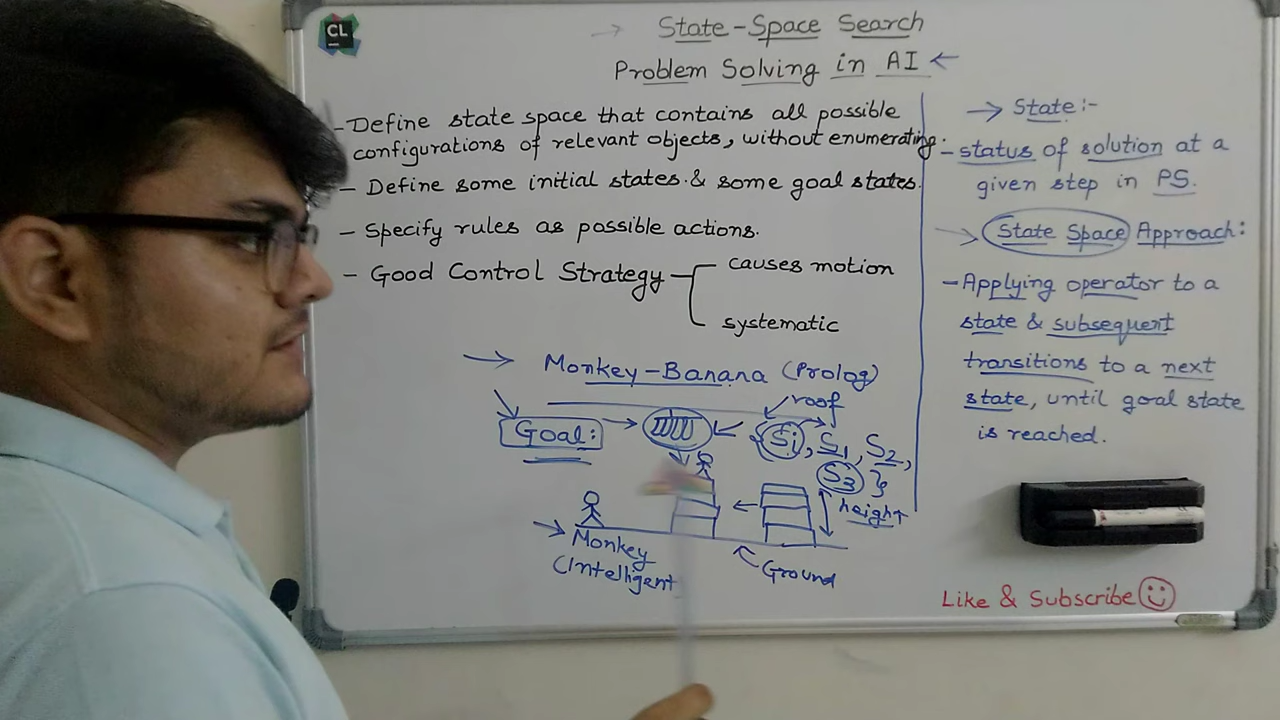 CL
→ State-Space Search
Problem Solving in AI ←
- Define state space that contains all possible
configurations of relevant objects, without enumerating.
- Define some initial states & some goal states.
- Specify rules as possible actions.
- Good Control Strategy
causes motion
systematic
→ Monkey-Banana (Prolog)
roof
Goal:
Si, S1, S2,
S3 }
height
Monkey
(Intelligent
Ground
→ State:-
- status of solution at a
given step in PS.
→ State Space Approach:
- Applying operator to a
state & subsequent
transitions to a next
state, until goal state
is reached.
Like & Subscribe